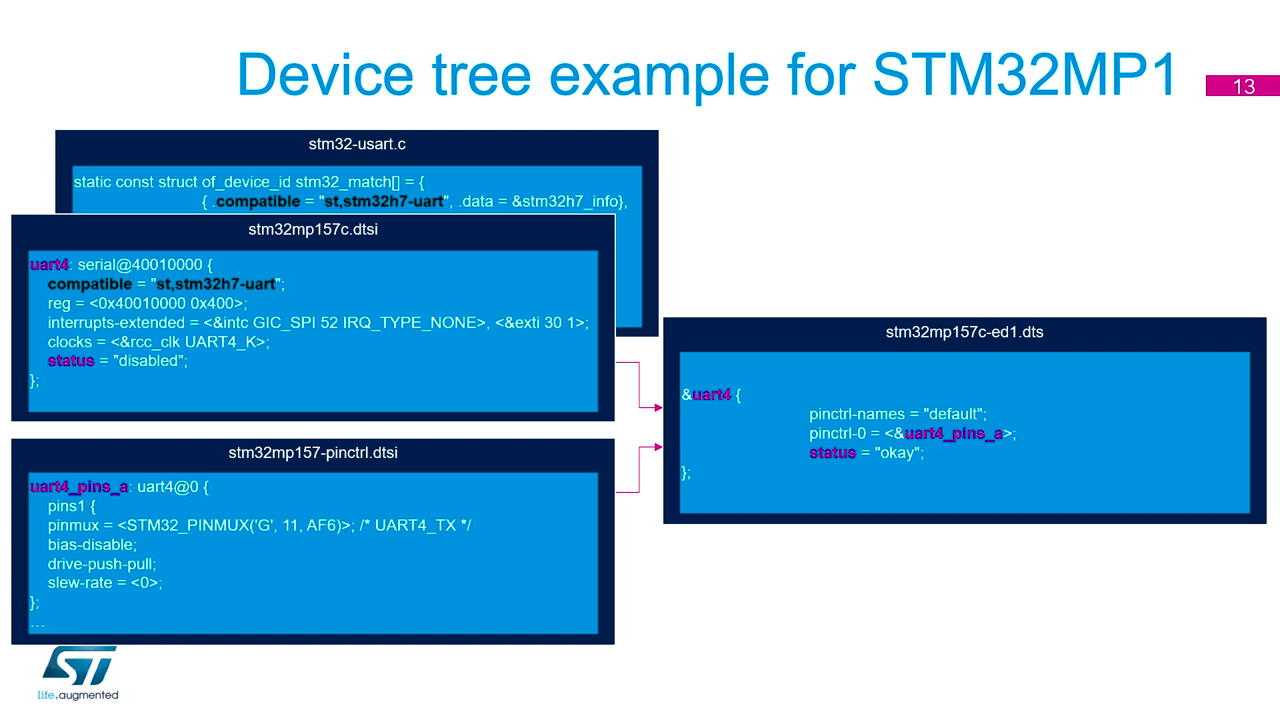 Device tree example for STM32MP1
13
stm32-usart.c
static const struct of_device_id stm32_match[] = {
{ .compatible = "st,stm32h7-uart", .data = &stm32h7_info},
stm32mp157c.dtsi
uart4: serial@40010000 {
compatible = "st,stm32h7-uart";
reg = <0x40010000 0x400>;
interrupts-extended = <&intc GIC_SPI 52 IRQ_TYPE_NONE>, <&exti 30 1>;
clocks = <&rcc_clk UART4_K>;
status = "disabled";
};
stm32mp157-pinctrl.dtsi
uart4_pins_a: uart4@0 {
pins1 {
pinmux = <STM32_PINMUX('G', 11, AF6)>; /* UART4_TX */
bias-disable;
drive-push-pull;
slew-rate = <0>;
};
…
stm32mp157c-ed1.dts
&uart4 {
pinctrl-names = "default";
pinctrl-0 = <&uart4_pins_a>;
status = "okay";
};
ST
life.augmented